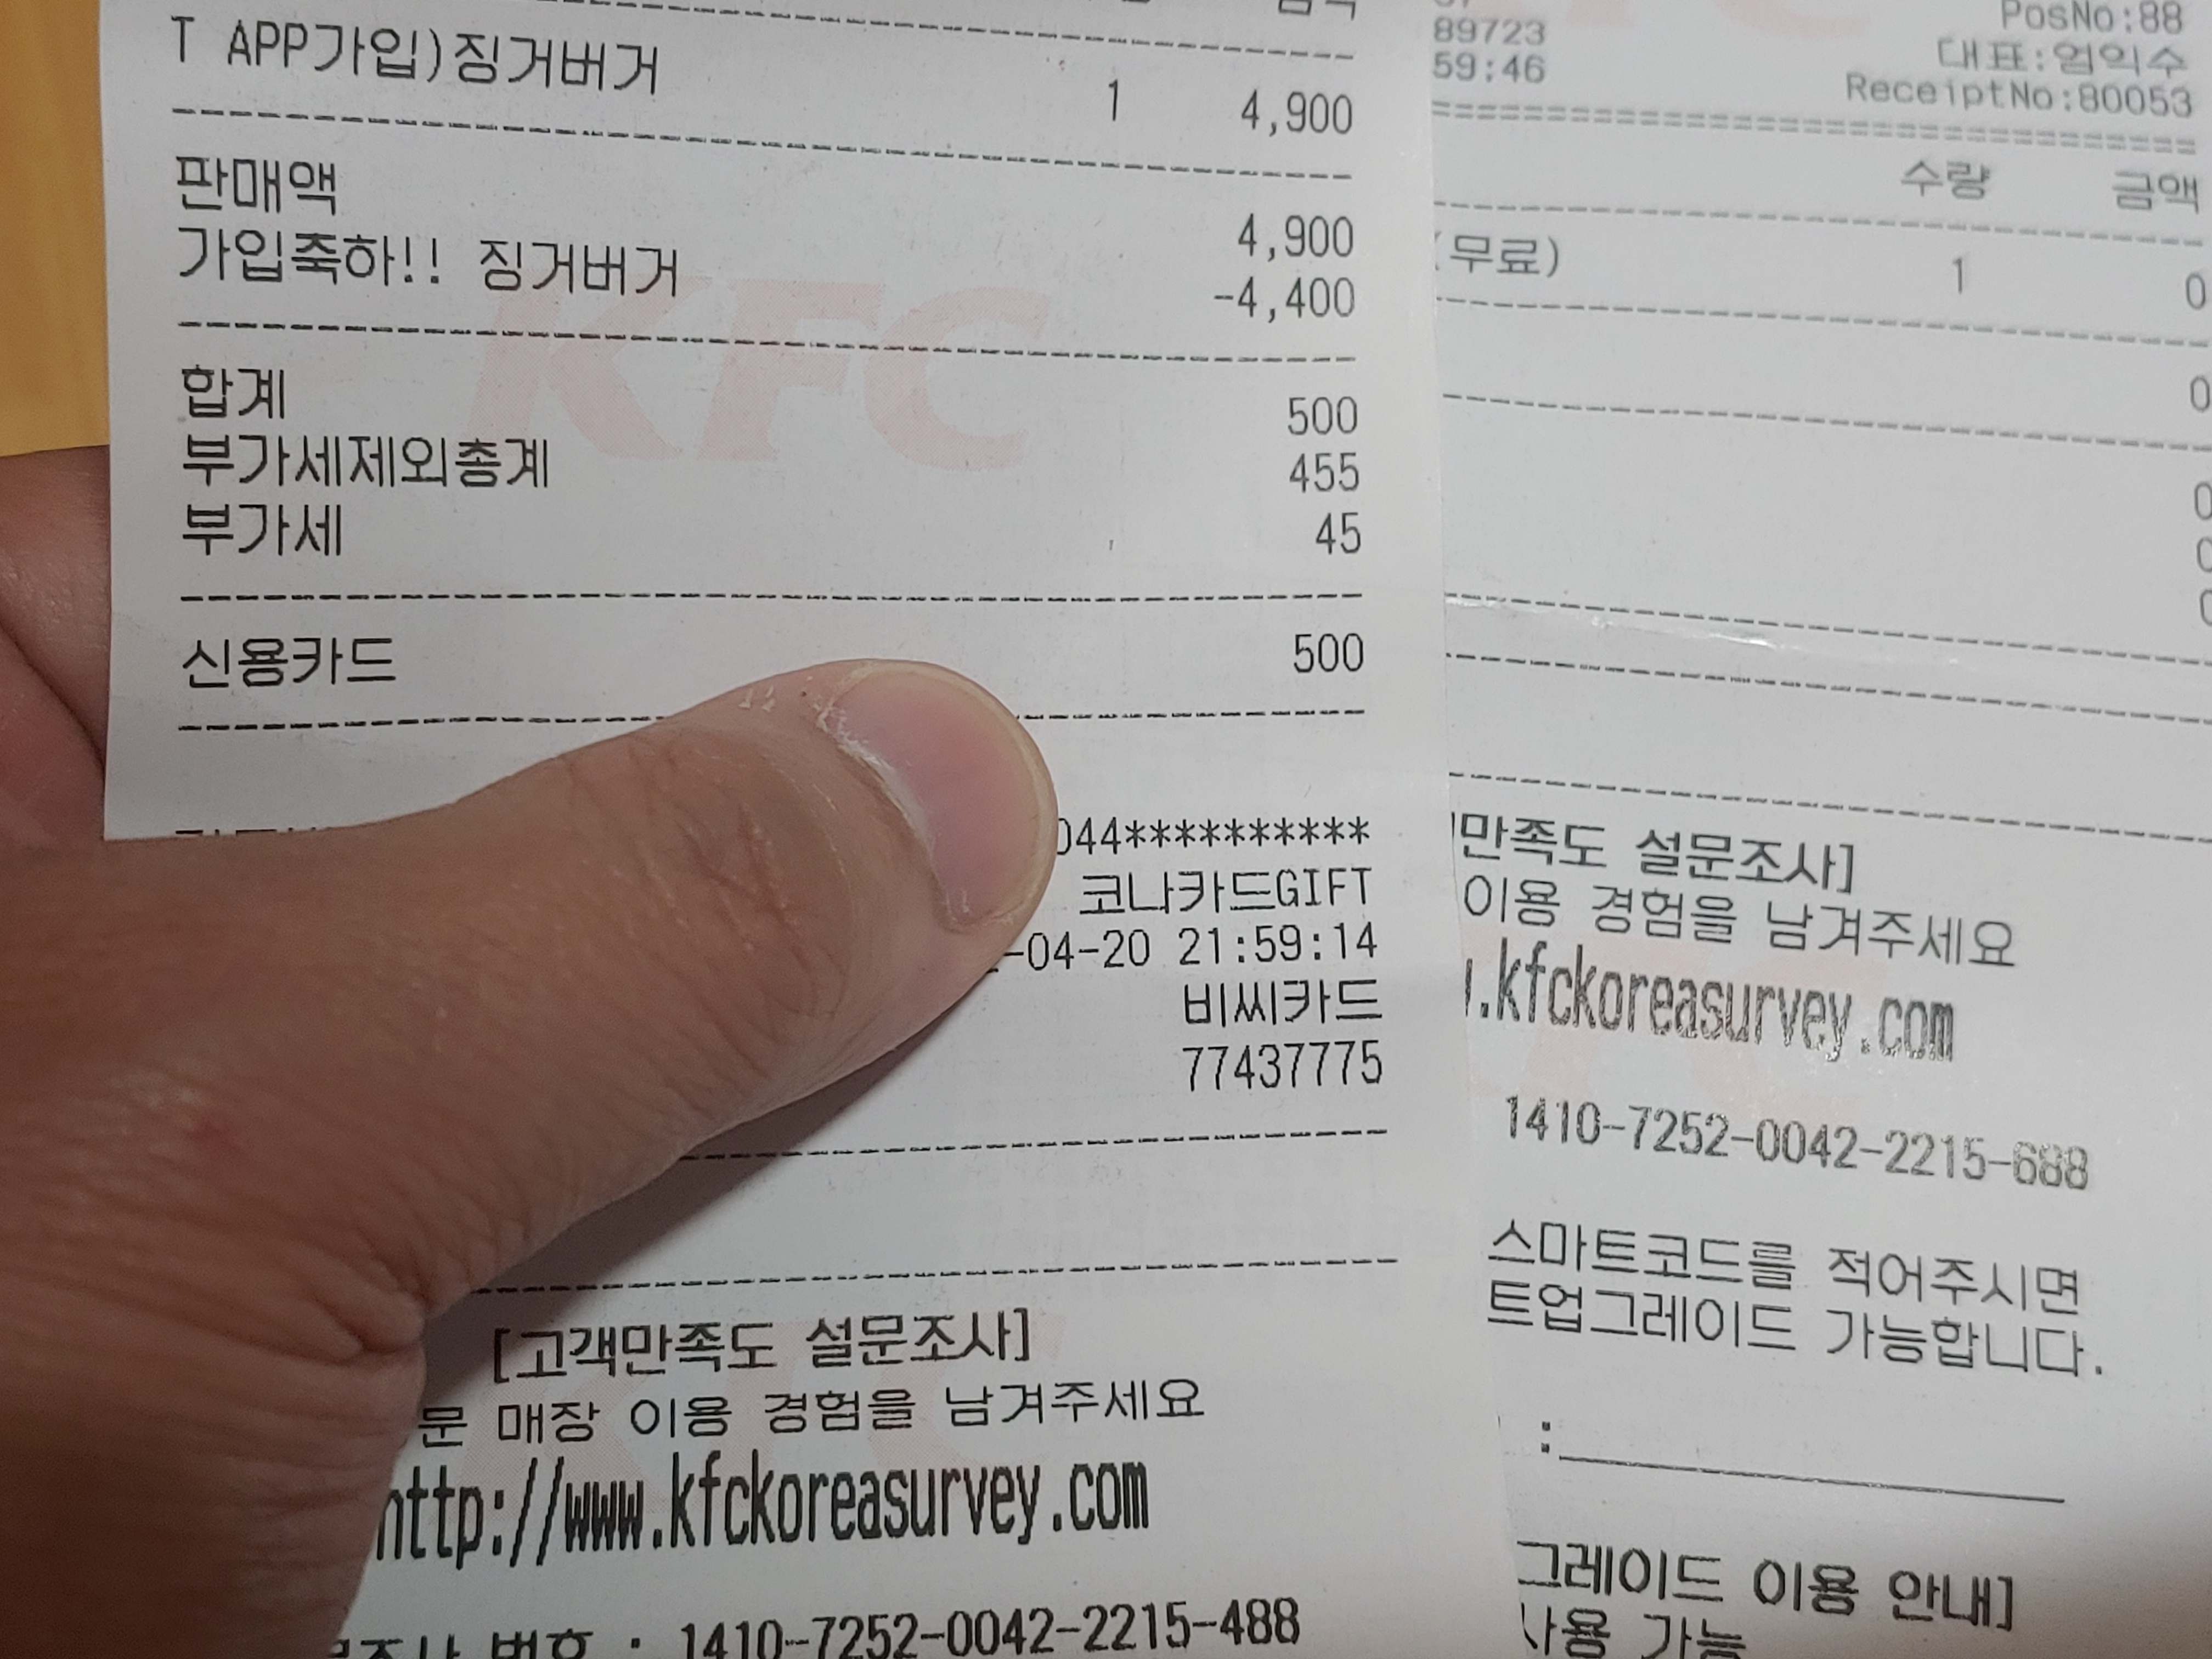 T APP가입)징거버거
1 4,900
판매액
4,900
가입축하!! 징거버거
-4,400
KFC
합계 500
부가세제외총계 455
부가세 45
신용카드 500
044**********
코나카드GIFT
-04-20 21:59:14
비씨카드
77437775
[고객만족도 설문조사]
문 매장 이용 경험을 남겨주세요
http://www.kfckoreasurvey.com
번호 : 1410-7252-0042-2215-488
PosNo:88
89723
대표:엄익수
59:46
ReceiptNo:80053
수량 금액
(무료) 1 0
0
0
0
0
만족도 설문조사]
이용 경험을 남겨주세요
.kfckoreasurvey.com
1410-7252-0042-2215-688
스마트코드를 적어주시면
트업그레이드 가능합니다.
:
그레이드 이용 안내]
사용 가능